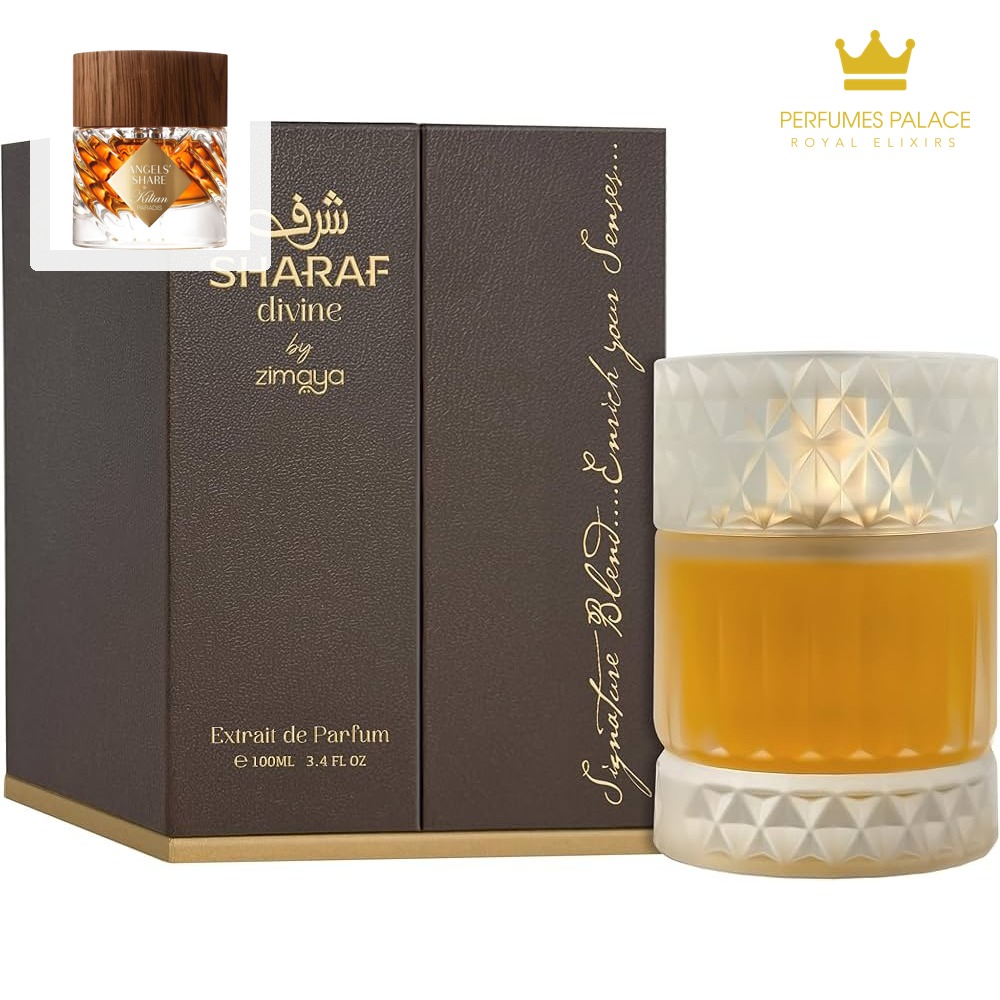 PERFUMES PALACE
ROYAL ELIXIRS
ANGELS'
SHARE
Kilian
PARADIS
شرف
SHARAF
divine
by
zimaya
Extrait de Parfum
℮ 100ML 3.4 FL OZ
Signature Blend....Enrich your Senses...